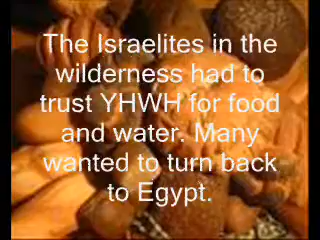 The Israelites in the
wilderness had to
trust YHWH for food
and water. Many
wanted to turn back
to Egypt.